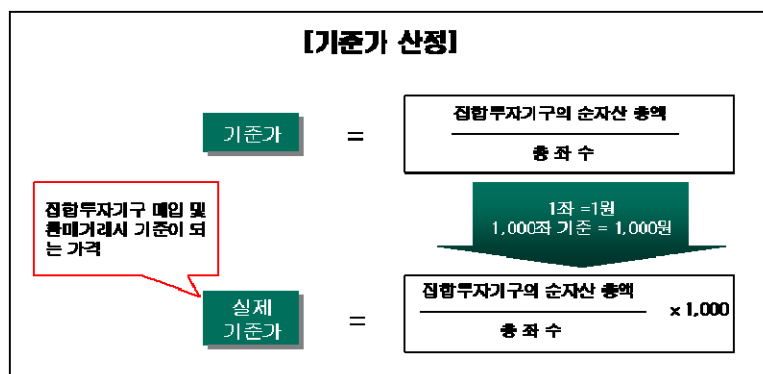 [기준가 산정]
기준가
=
집합투자기구의 순자산 총액
총 좌 수
1좌 =1원
1,000좌 기준 = 1,000원
집합투자기구 매입 및
환매거래시 기준이 되
는 가격
실제
기준가
=
집합투자기구의 순자산 총액
총 좌 수
x 1,000